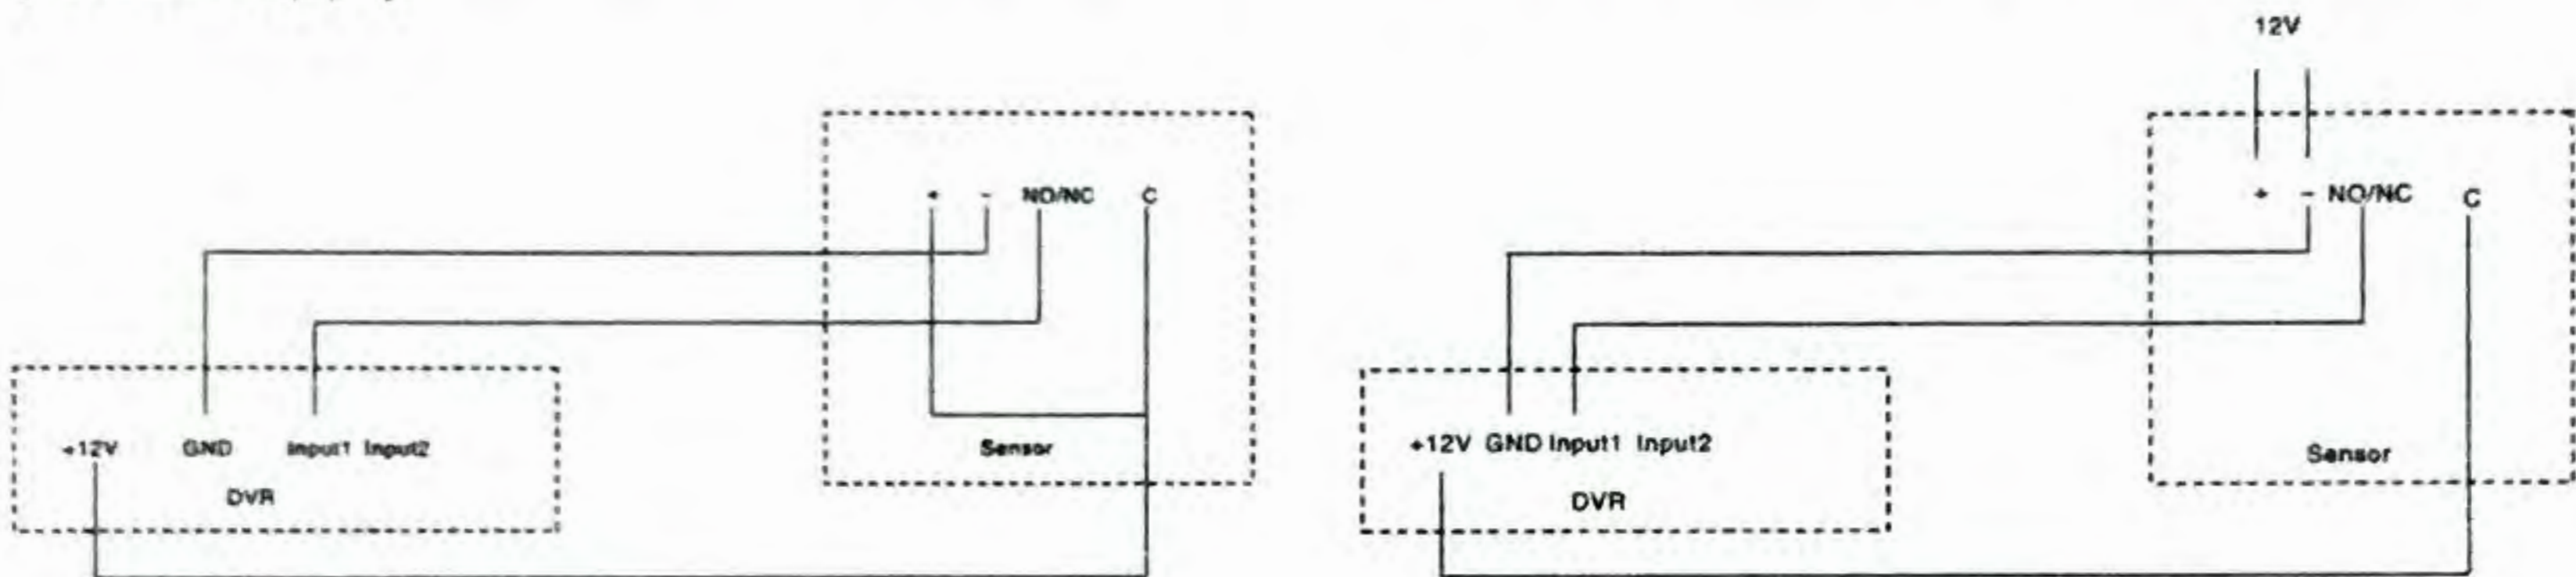 12V
+ - NO/NC C
+ - NO/NC C
+12V GND Input1 Input2
Sensor
DVR
+12V GND Input1 Input2
Sensor
DVR